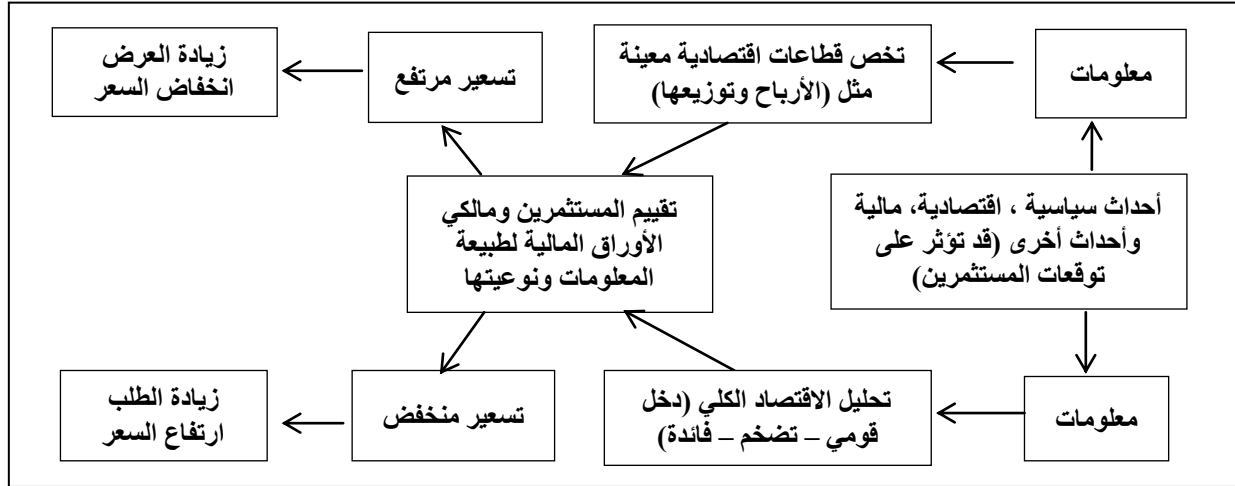 معلومات
تخص قطاعات اقتصادية معينة
مثل (الأرباح وتوزيعها)
تسعير مرتفع
زيادة العرض
انخفاض السعر
أحداث سياسية ، اقتصادية، مالية
وأحداث أخرى (قد تؤثر على
توقعات المستثمرين)
تقييم المستثمرين ومالكي
الأوراق المالية لطبيعة
المعلومات ونوعيتها
معلومات
تحليل الاقتصاد الكلي (دخل
قومي – تضخم – فائدة)
تسعير منخفض
زيادة الطلب
ارتفاع السعر